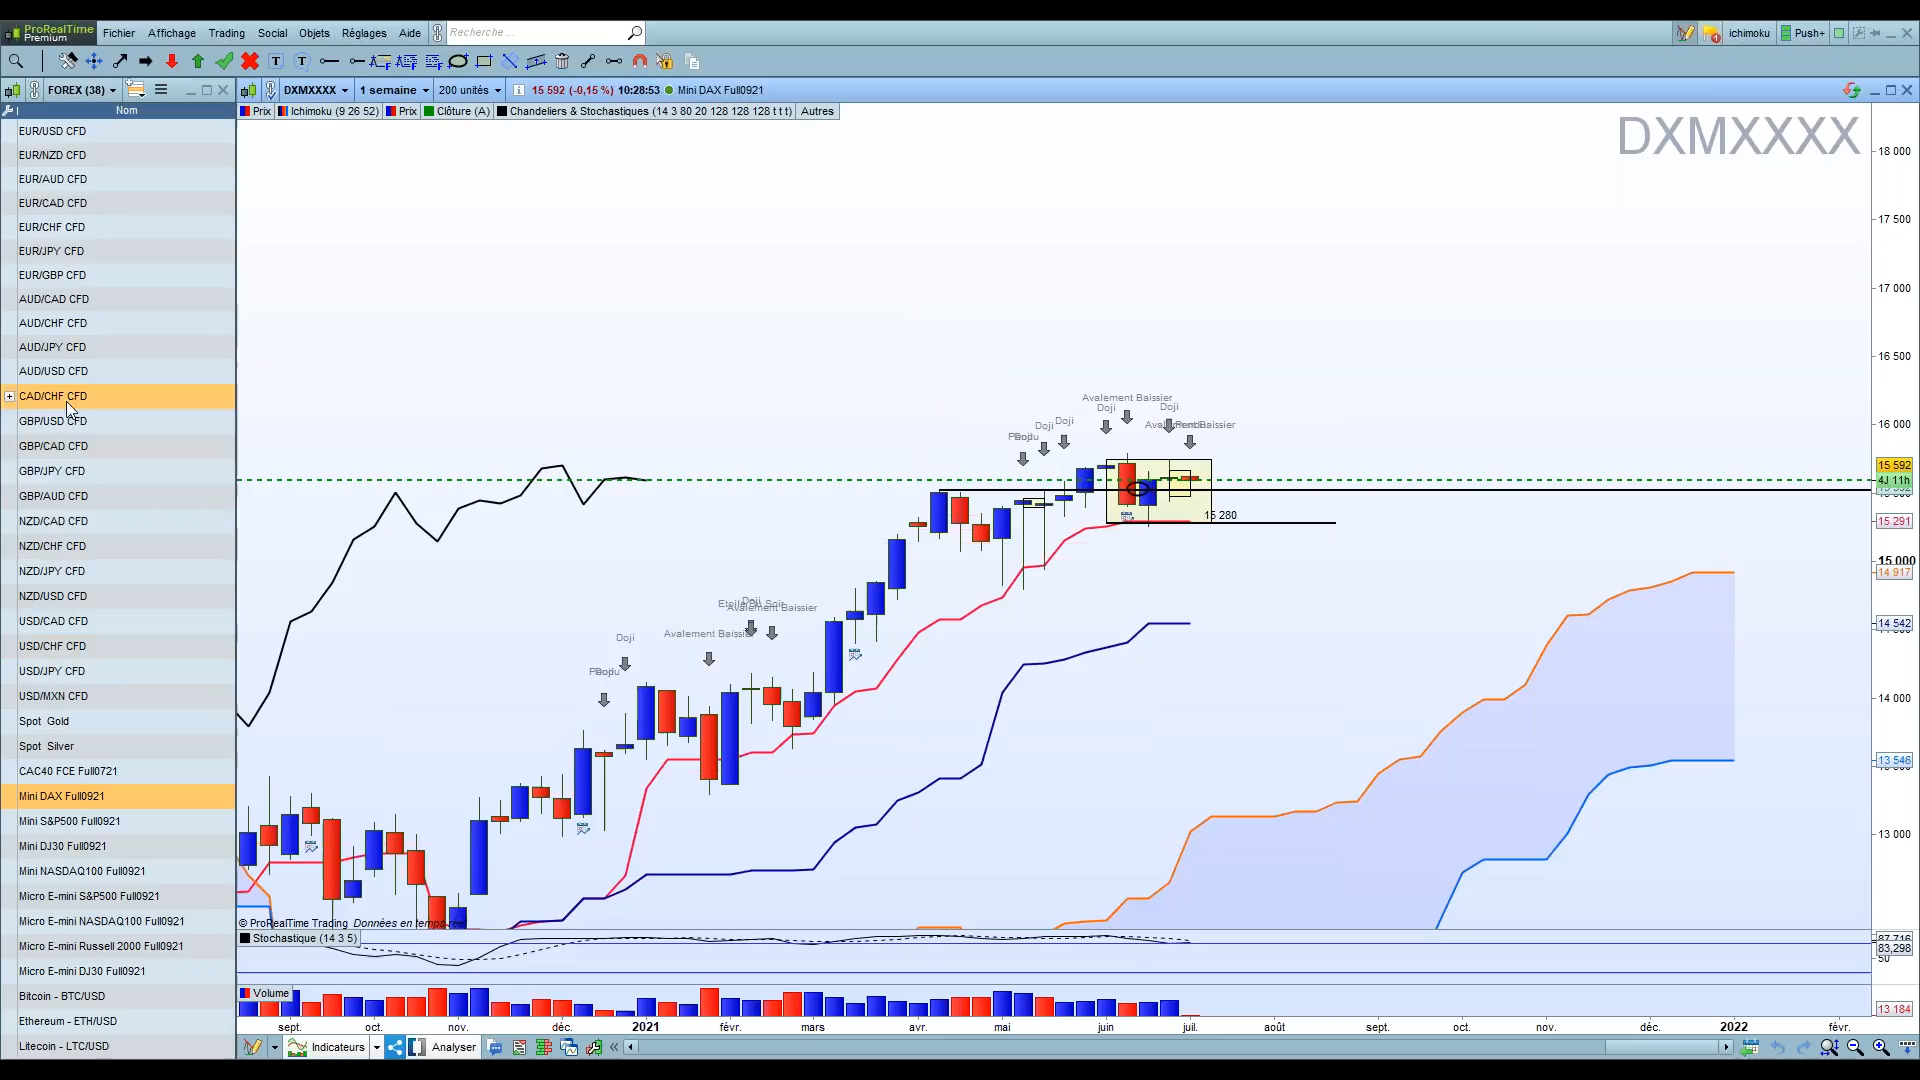 ProRealTime
Premium
Fichier Affichage Trading Social Objets Réglages Aide Recherche ... ichimoku Push+
FOREX (38) DXMXXXX 1 semaine 200 unités 15 592 (-0,15 %) 10:28:53 Mini DAX Full0921
Nom
Prix Ichimoku (9 26 52) Prix Clôture (A) Chandeliers & Stochastiques (14 3 80 20 128 128 128 t t t) Autres
DXMXXXX
EUR/USD CFD
EUR/NZD CFD
EUR/AUD CFD
EUR/CAD CFD
EUR/CHF CFD
EUR/JPY CFD
EUR/GBP CFD
AUD/CAD CFD
AUD/CHF CFD
AUD/JPY CFD
AUD/USD CFD
CAD/CHF CFD
GBP/USD CFD
GBP/CAD CFD
GBP/JPY CFD
GBP/AUD CFD
NZD/CAD CFD
NZD/CHF CFD
NZD/JPY CFD
NZD/USD CFD
USD/CAD CFD
USD/CHF CFD
USD/JPY CFD
USD/MXN CFD
Spot Gold
Spot Silver
CAC40 FCE Full0721
Mini DAX Full0921
Mini S&P500 Full0921
Mini DJ30 Full0921
Mini NASDAQ100 Full0921
Micro E-mini S&P500 Full0921
Micro E-mini NASDAQ100 Full0921
Micro E-mini Russell 2000 Full0921
Micro E-mini DJ30 Full0921
Bitcoin - BTC/USD
Ethereum - ETH/USD
Litecoin - LTC/USD
18 000
17 500
17 000
16 500
16 000
15 592
4J 11h
15 291
15 000
14 917
14 542
14 000
13 546
13 000
Avalement Baissier
Doji
Doji
Doji
Doji
Avalement Baissier
15 280
Doji
Avalement Baissier
Avalement Baissier
Doji
© ProRealTime Trading Données en temps réel
Stochastique (14 3 5)
87,716
83,298
50
Volume
13 184
sept. oct. nov. déc. 2021 févr. mars avr. mai juin juil. août sept. oct. nov. déc. 2022 févr.
Indicateurs Analyser